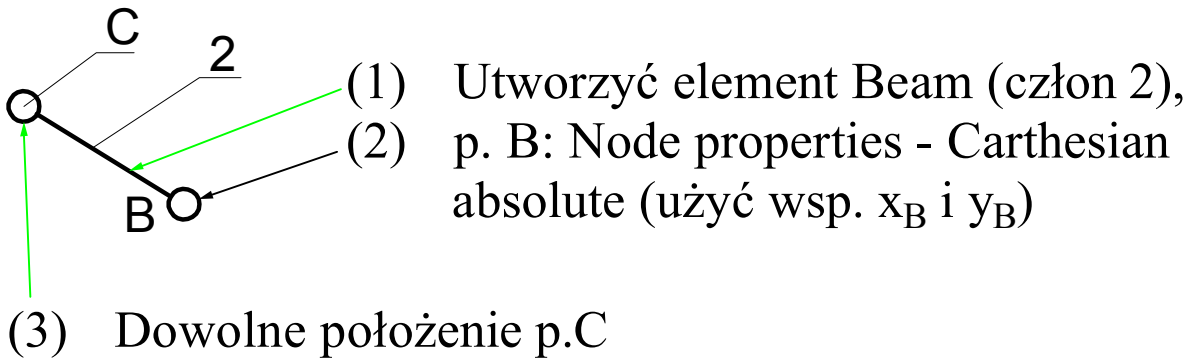 C
2
(1) Utworzyć element Beam (człon 2),
(2) p. B: Node properties - Carthesian
absolute (użyć wsp. xB i yB)
B
(3) Dowolne położenie p.C